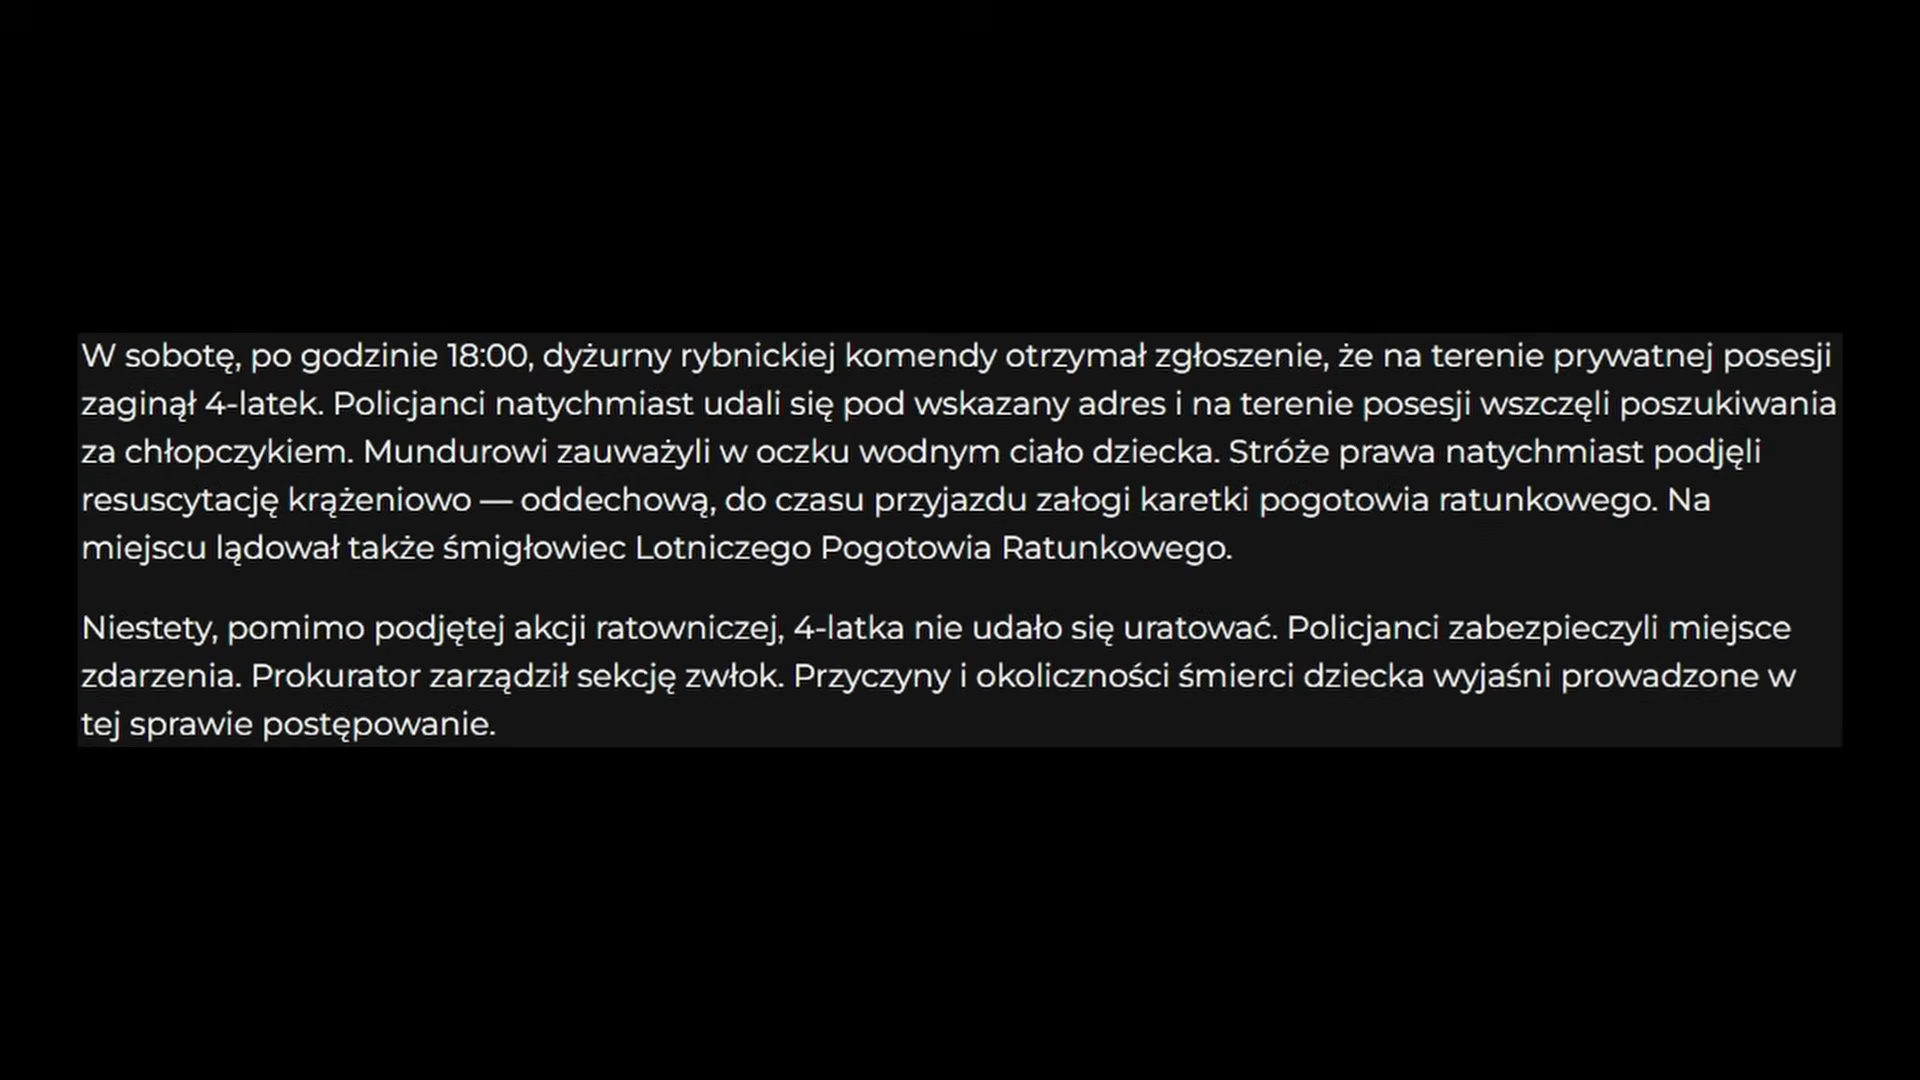 W sobotę, po godzinie 18:00, dyżurny rybnickiej komendy otrzymał zgłoszenie, że na terenie prywatnej posesji
zaginął 4-latek. Policjanci natychmiast udali się pod wskazany adres i na terenie posesji wszczęli poszukiwania
za chłopczykiem. Mundurowi zauważyli w oczku wodnym ciało dziecka. Stróże prawa natychmiast podjęli
resuscytację krążeniowo — oddechową, do czasu przyjazdu załogi karetki pogotowia ratunkowego. Na
miejscu lądował także śmigłowiec Lotniczego Pogotowia Ratunkowego.
Niestety, pomimo podjętej akcji ratowniczej, 4-latka nie udało się uratować. Policjanci zabezpieczyli miejsce
zdarzenia. Prokurator zarządził sekcję zwłok. Przyczyny i okoliczności śmierci dziecka wyjaśni prowadzone w
tej sprawie postępowanie.